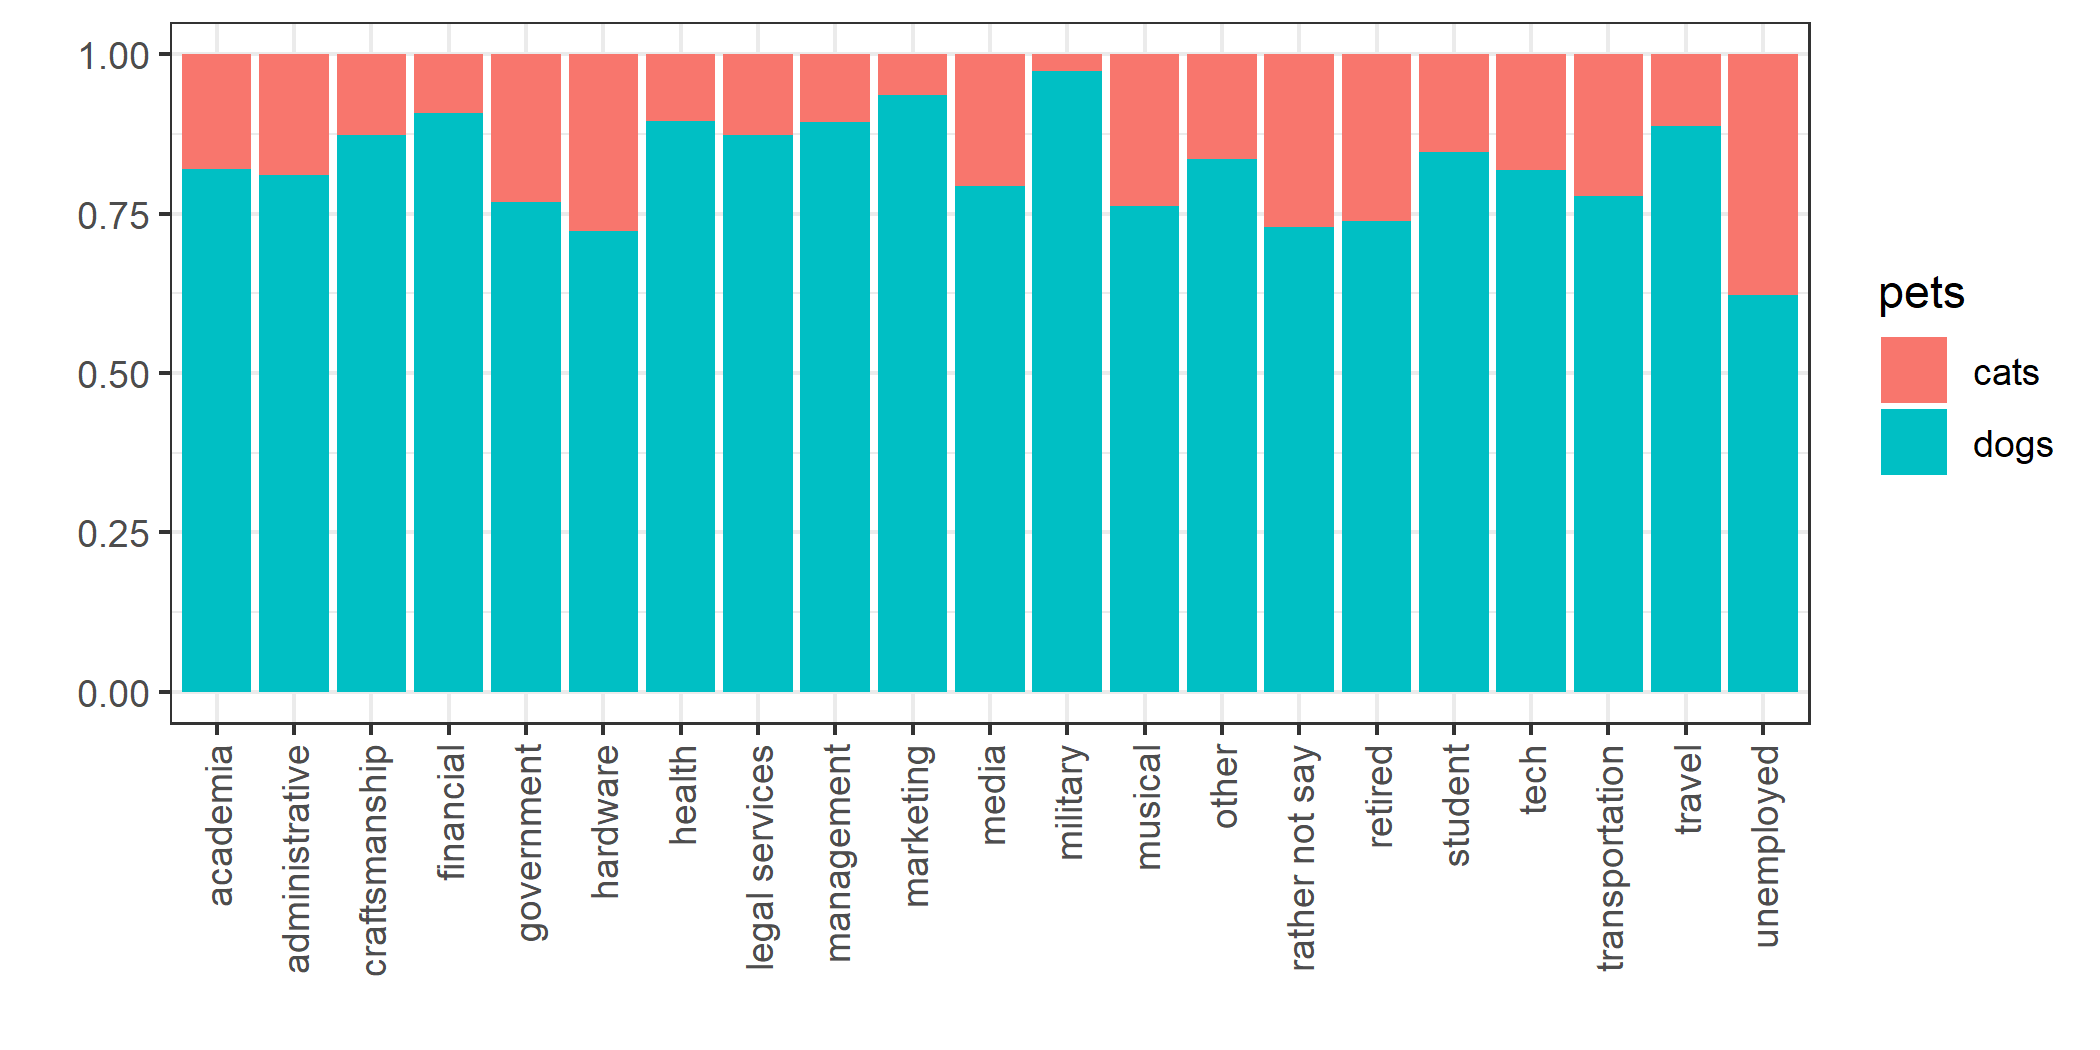 1.00
0.75
0.50
0.25
0.00
academia
administrative
craftsmanship
financial
government
hardware
health
legal services
management
marketing
media
military
musical
other
rather not say
retired
student
tech
transportation
travel
unemployed
pets
cats
dogs